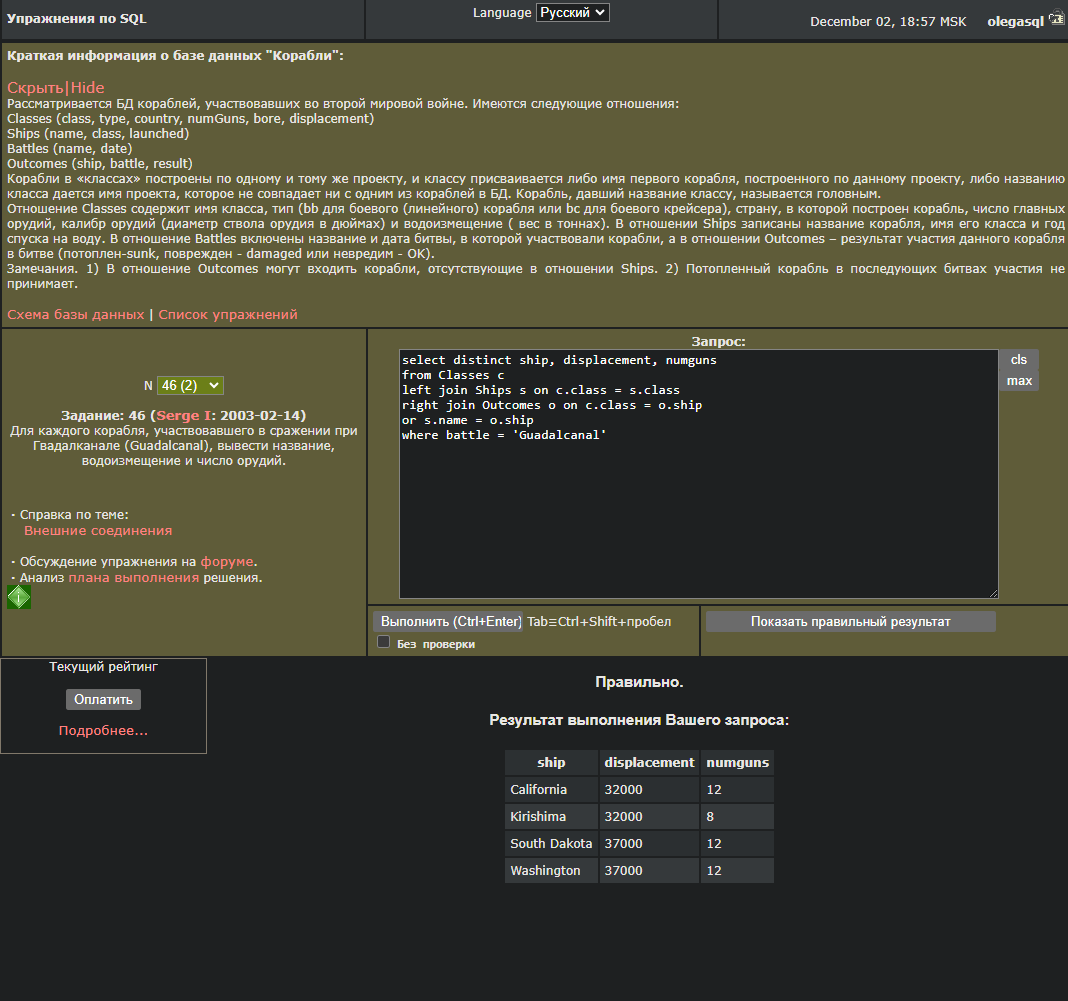 Упражнения по SQL
Language Русский
December 02, 18:57 MSK olegasql
Краткая информация о базе данных "Корабли":
Скрыть|Hide
Рассматривается БД кораблей, участвовавших во второй мировой войне. Имеются следующие отношения:
Classes (class, type, country, numGuns, bore, displacement)
Ships (name, class, launched)
Battles (name, date)
Outcomes (ship, battle, result)
Корабли в «классах» построены по одному и тому же проекту, и классу присваивается либо имя первого корабля, построенного по данному проекту, либо названию
класса дается имя проекта, которое не совпадает ни с одним из кораблей в БД. Корабль, давший название классу, называется головным.
Отношение Classes содержит имя класса, тип (bb для боевого (линейного) корабля или bc для боевого крейсера), страну, в которой построен корабль, число главных
орудий, калибр орудий (диаметр ствола орудия в дюймах) и водоизмещение ( вес в тоннах). В отношении Ships записаны название корабля, имя его класса и год
спуска на воду. В отношение Battles включены название и дата битвы, в которой участвовали корабли, а в отношении Outcomes – результат участия данного корабля
в битве (потоплен-sunk, поврежден - damaged или невредим - OK).
Замечания. 1) В отношение Outcomes могут входить корабли, отсутствующие в отношении Ships. 2) Потопленный корабль в последующих битвах участия не
принимает.
Схема базы данных | Список упражнений
N 46 (2)
Задание: 46 (Serge I: 2003-02-14)
Для каждого корабля, участвовавшего в сражении при
Гвадалканале (Guadalcanal), вывести название,
водоизмещение и число орудий.
· Справка по теме:
Внешние соединения
· Обсуждение упражнения на форуме.
· Анализ плана выполнения решения.
Запрос:
select distinct ship, displacement, numguns
from Classes c
left join Ships s on c.class = s.class
right join Outcomes o on c.class = o.ship
or s.name = o.ship
where battle = 'Guadalcanal'
cls
max
Выполнить (Ctrl+Enter) Tab≡Ctrl+Shift+пробел
Без проверки
Показать правильный результат
Текущий рейтинг
Оплатить
Подробнее...
Правильно.
Результат выполнения Вашего запроса:
ship displacement numguns
California 32000 12
Kirishima 32000 8
South Dakota 37000 12
Washington 37000 12